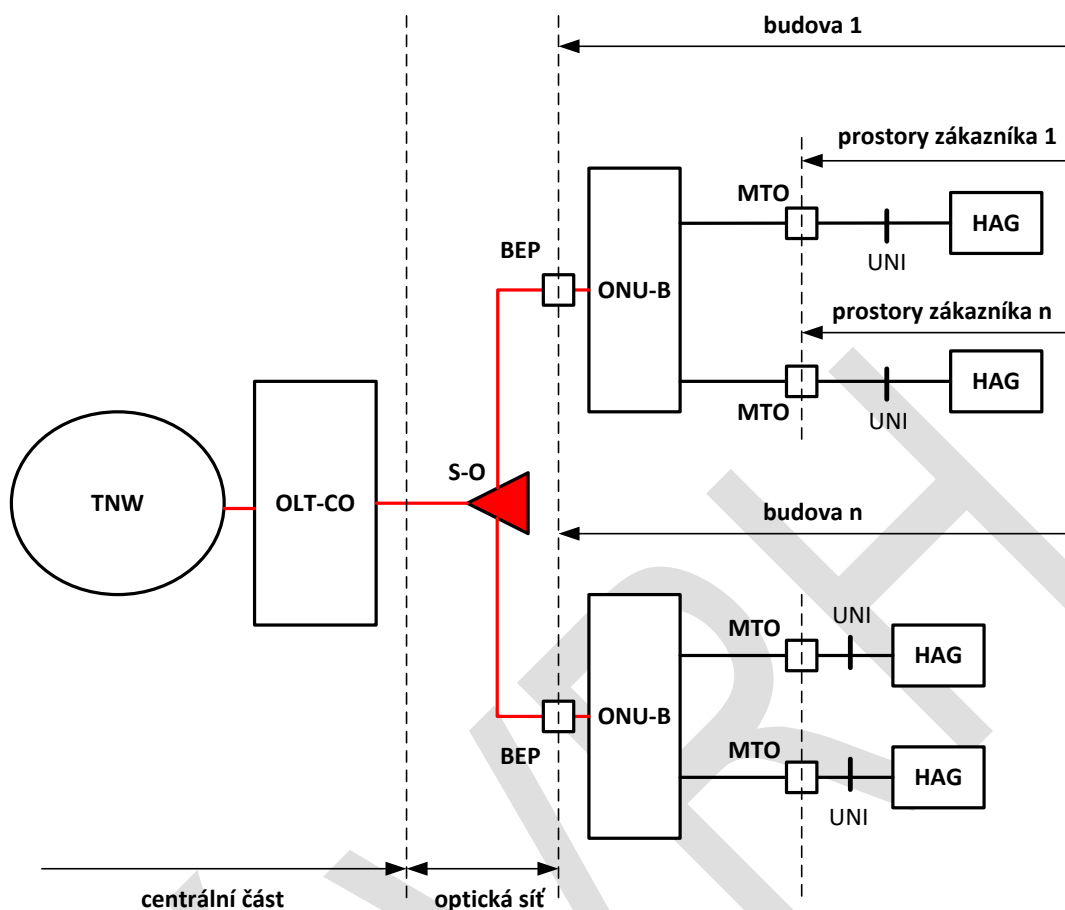 budova 1
prostory zákazníka 1
MTO
HAG
UNI
BEP
ONU-B
prostory zákazníka n
HAG
MTO
UNI
S-O
TNW
OLT-CO
budova n
UNI
MTO
HAG
ONU-B
BEP
MTO
HAG
UNI
centrální část
optická síť